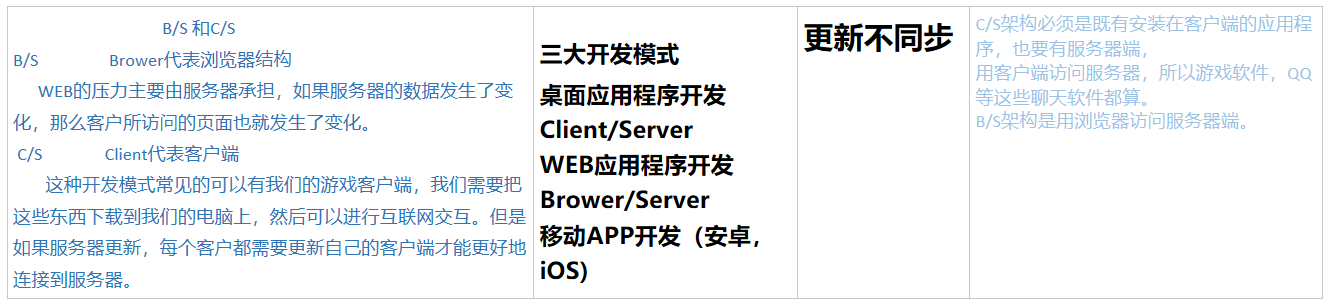 B/S 和C/S
B/S Brower代表浏览器结构
WEB的压力主要由服务器承担，如果服务器的数据发生了变
化，那么客户所访问的页面也就发生了变化。
C/S Client代表客户端
这种开发模式常见的可以有我们的游戏客户端，我们需要把
这些东西下载到我们的电脑上，然后可以进行互联网交互。但是
如果服务器更新，每个客户都需要更新自己的客户端才能更好地
连接到服务器。
三大开发模式
桌面应用程序开发
Client/Server
WEB应用程序开发
Brower/Server
移动APP开发（安卓，
iOS）
更新不同步
C/S架构必须是既有安装在客户端的应用程
序，也要有服务器端，
用客户端访问服务器，所以游戏软件，QQ
等这些聊天软件都算。
B/S架构是用浏览器访问服务器端。